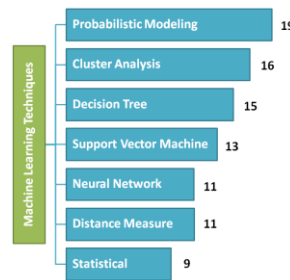 Machine Learning Techniques
Probabilistic Modeling 19
Cluster Analysis 16
Decision Tree 15
Support Vector Machine 13
Neural Network 11
Distance Measure 11
Statistical 9